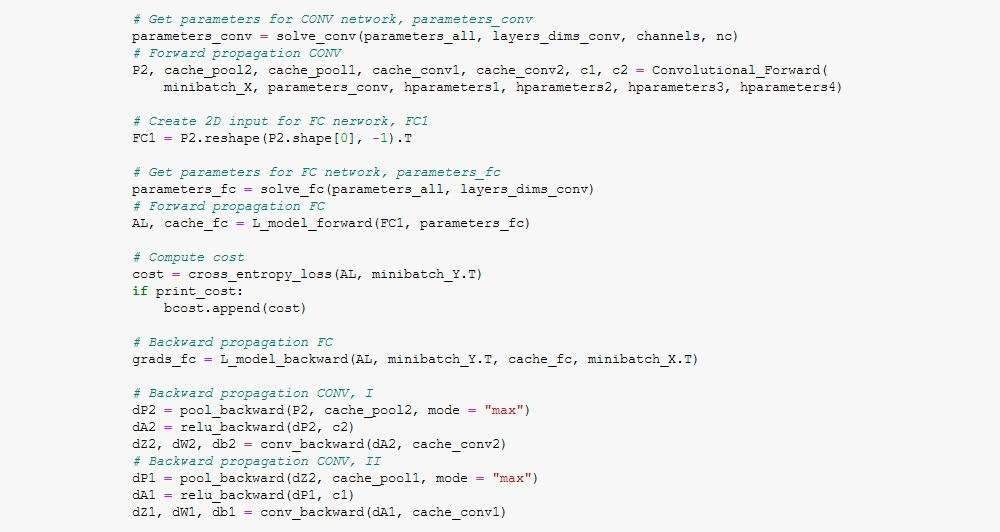 # Get parameters for CONV network, parameters_conv
parameters_conv = solve_conv(parameters_all, layers_dims_conv, channels, nc)
# Forward propagation CONV
P2, cache_pool2, cache_pool1, cache_conv1, cache_conv2, c1, c2 = Convolutional_Forward(
    minibatch_X, parameters_conv, hparameters1, hparameters2, hparameters3, hparameters4)

# Create 2D input for FC nerwork, FC1
FC1 = P2.reshape(P2.shape[0], -1).T

# Get parameters for FC network, parameters_fc
parameters_fc = solve_fc(parameters_all, layers_dims_conv)
# Forward propagation FC
AL, cache_fc = L_model_forward(FC1, parameters_fc)

# Compute cost
cost = cross_entropy_loss(AL, minibatch_Y.T)
if print_cost:
    bcost.append(cost)

# Backward propagation FC
grads_fc = L_model_backward(AL, minibatch_Y.T, cache_fc, minibatch_X.T)

# Backward propagation CONV, I
dP2 = pool_backward(P2, cache_pool2, mode = "max")
dA2 = relu_backward(dP2, c2)
dZ2, dW2, db2 = conv_backward(dA2, cache_conv2)
# Backward propagation CONV, II
dP1 = pool_backward(dZ2, cache_pool1, mode = "max")
dA1 = relu_backward(dP1, c1)
dZ1, dW1, db1 = conv_backward(dA1, cache_conv1)